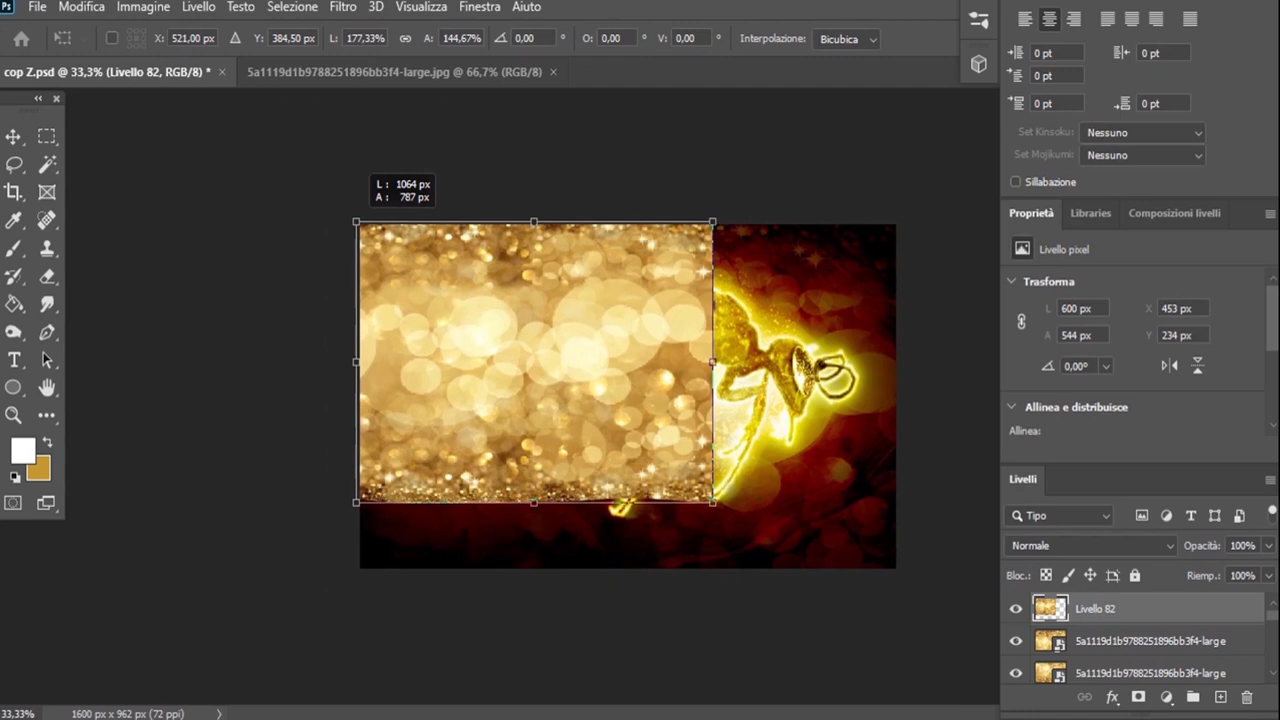 Ps File Modifica Immagine Livello Testo Selezione Filtro 3D Visualizza Finestra Aiuto
X: 521,00 px Y: 384,50 px L: 177,33% A: 144,67% 0,00 ° O: 0,00 ° V: 0,00 ° Interpolazione: Bicubica
cop Z.psd @ 33,3% (Livello 82, RGB/8) * × 5a1119d1b9788251896bb3f4-large.jpg @ 66,7% (RGB/8) ×
L : 1064 px
A : 787 px
0 pt 0 pt
0 pt
0 pt 0 pt
Set Kinsoku: Nessuno
Set Mojikumi: Nessuno
Sillabazione
Proprietà Libraries Composizioni livelli
Livello pixel
Trasforma
L 600 px X 453 px
A 544 px Y 234 px
0,00°
Allinea e distribuisce
Allinea:
Livelli
Tipo
Normale Opacità: 100%
Bloc.: Riemp.: 100%
Livello 82
5a1119d1b9788251896bb3f4-large
5a1119d1b9788251896bb3f4-large
33,33% 1600 px x 962 px (72 ppi)